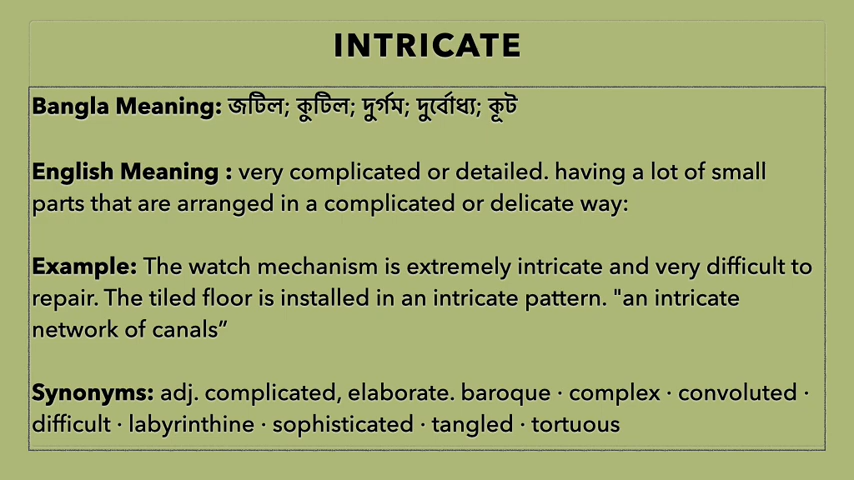 INTRICATE
Bangla Meaning: জটিল; কুটিল; দুর্গম; দুর্বোধ্য; কূট
English Meaning : very complicated or detailed. having a lot of small
parts that are arranged in a complicated or delicate way:
Example: The watch mechanism is extremely intricate and very difficult to
repair. The tiled floor is installed in an intricate pattern. "an intricate
network of canals”
Synonyms: adj. complicated, elaborate. baroque · complex · convoluted ·
difficult · labyrinthine · sophisticated · tangled · tortuous